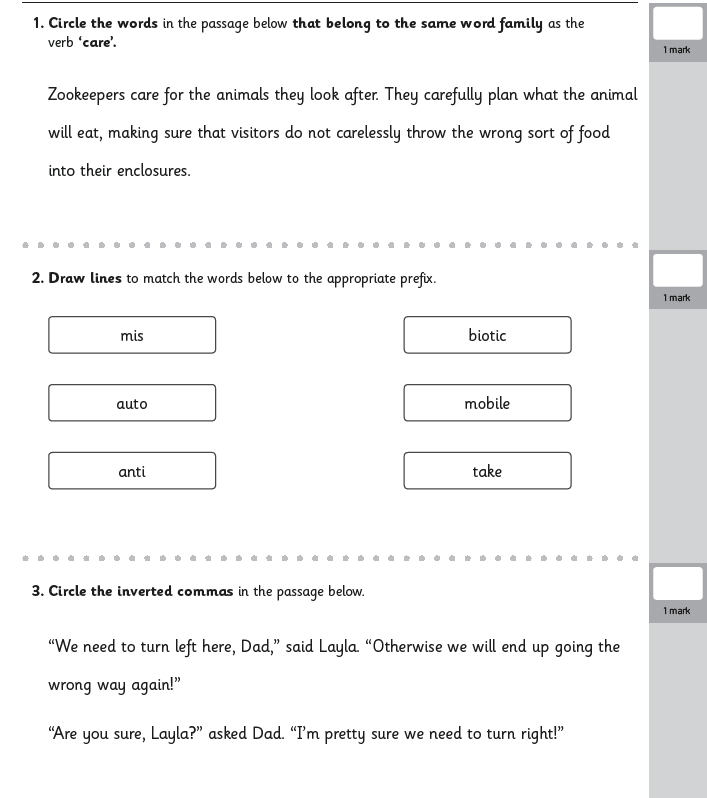 1. Circle the words in the passage below that belong to the same word family as the
verb ‘care’.
1 mark
Zookeepers care for the animals they look after. They carefully plan what the animal
will eat, making sure that visitors do not carelessly throw the wrong sort of food
into their enclosures.
2. Draw lines to match the words below to the appropriate prefix.
1 mark
mis
biotic
auto
mobile
anti
take
3. Circle the inverted commas in the passage below.
1 mark
“We need to turn left here, Dad,” said Layla. “Otherwise we will end up going the
wrong way again!”
“Are you sure, Layla?” asked Dad. “I’m pretty sure we need to turn right!”